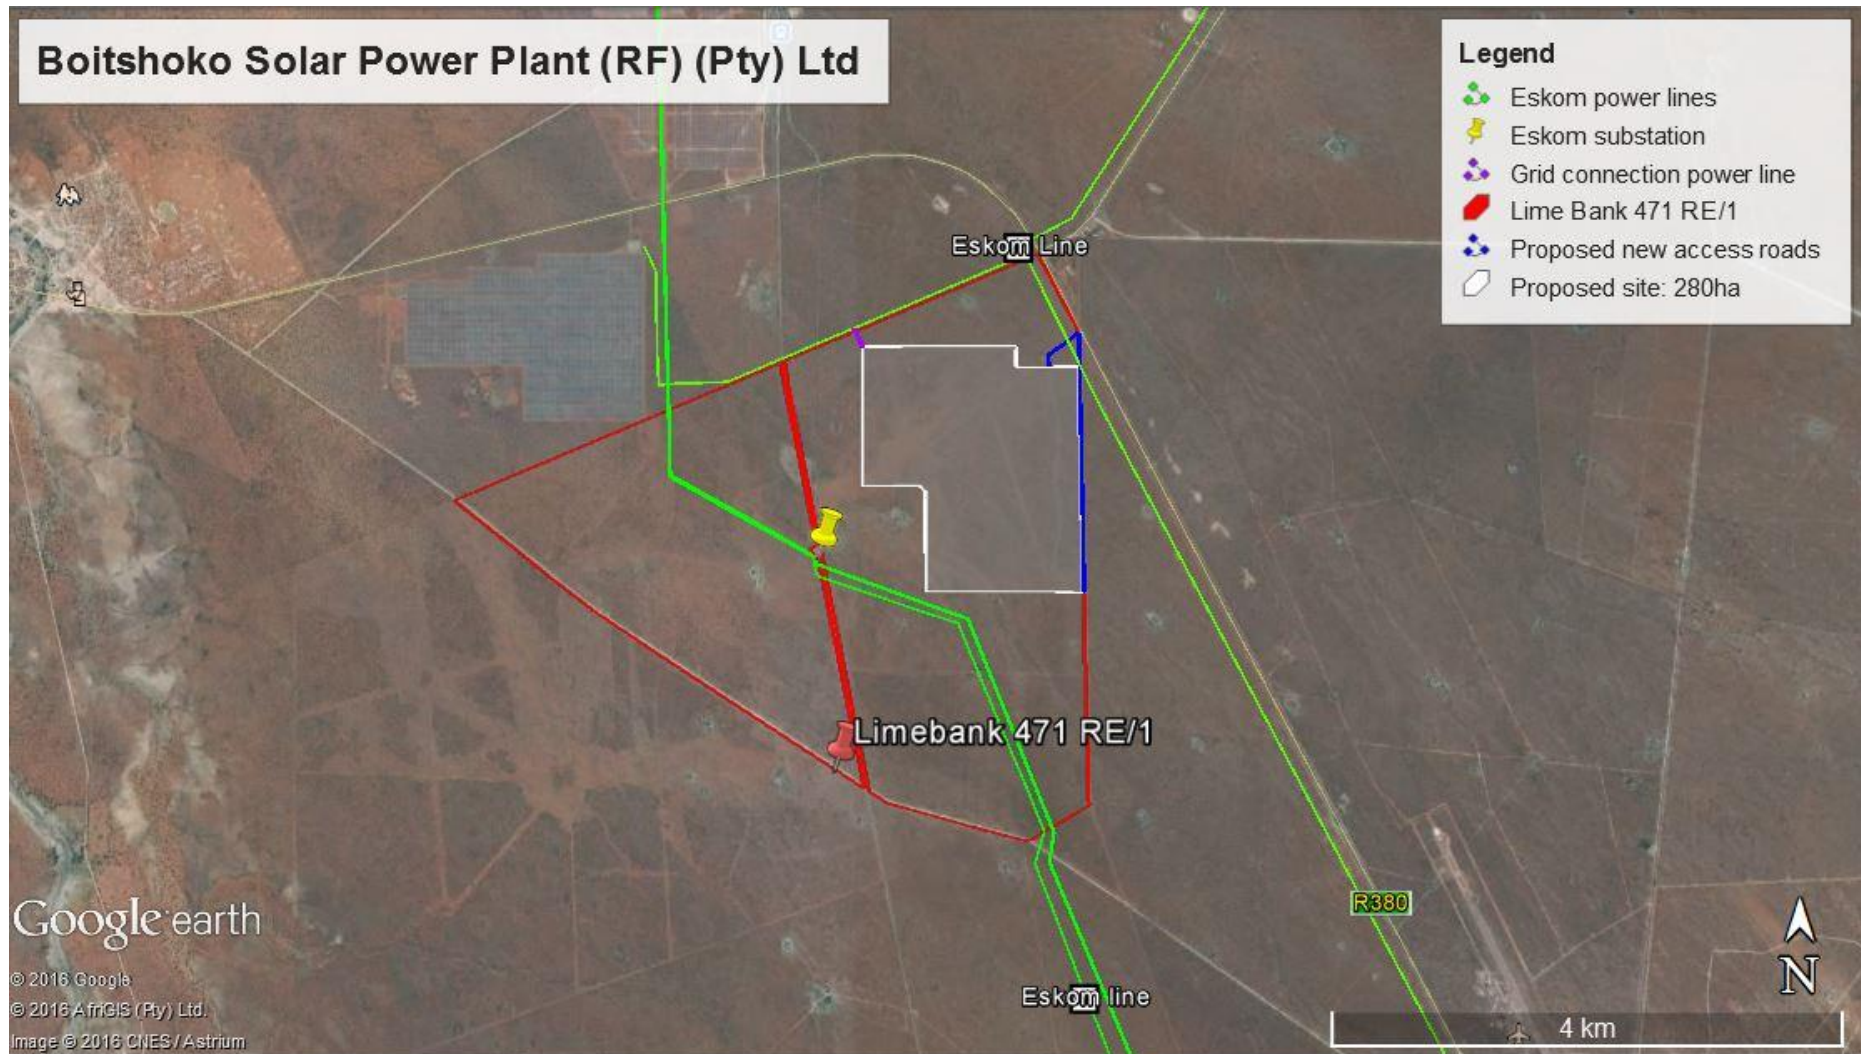 Boitshoko Solar Power Plant (RF) (Pty) Ltd
Legend
Eskom power lines
Eskom substation
Grid connection power line
Lime Bank 471 RE/1
Proposed new access roads
Proposed site: 280ha
Eskom Line
Limebank 471 RE/1
R380
Google earth
N
© 2016 Google
Eskom line
© 2016 AfriGIS (Pty) Ltd.
4 km
Image © 2016 CNES / Astrium